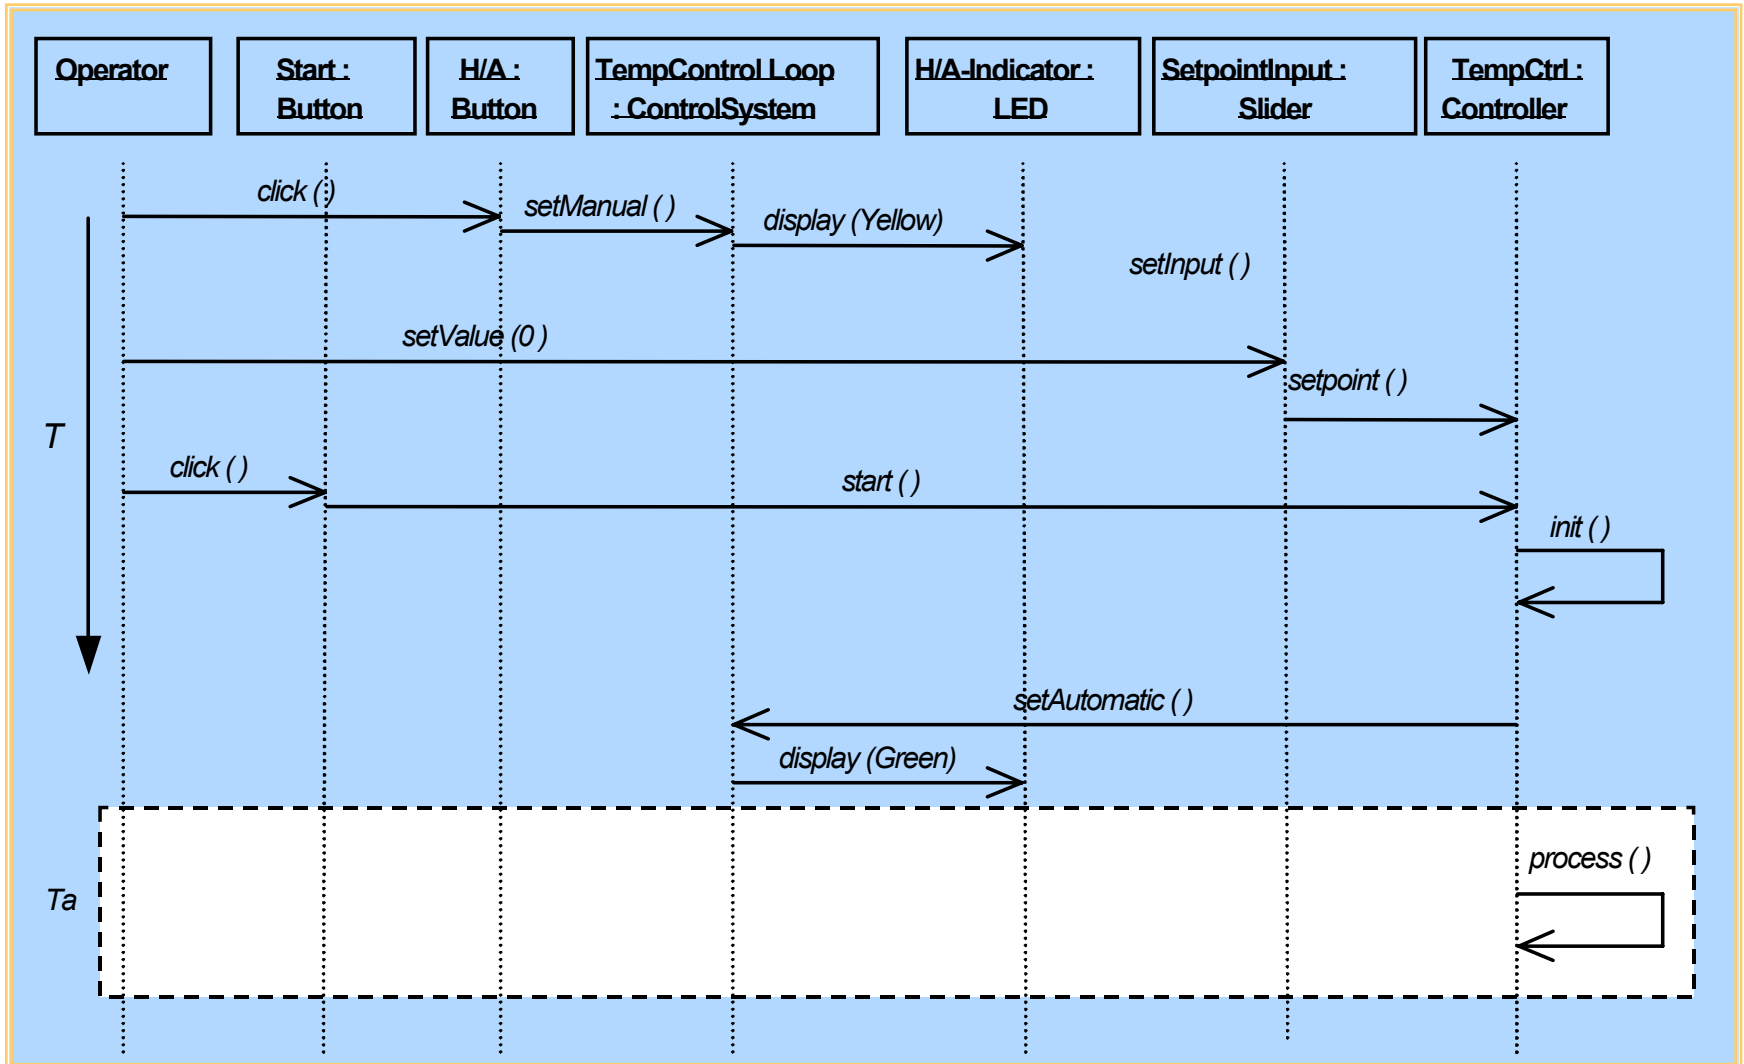 Operator
Start :
Button
H/A :
Button
TempControl Loop
: ControlSystem
H/A-Indicator :
LED
SetpointInput :
Slider
TempCtrl :
Controller
click ( )
setManual ( )
display (Yellow)
setInput ( )
setValue (0 )
setpoint ( )
T
click ( )
start ( )
init ( )
setAutomatic ( )
display (Green)
process ( )
Ta